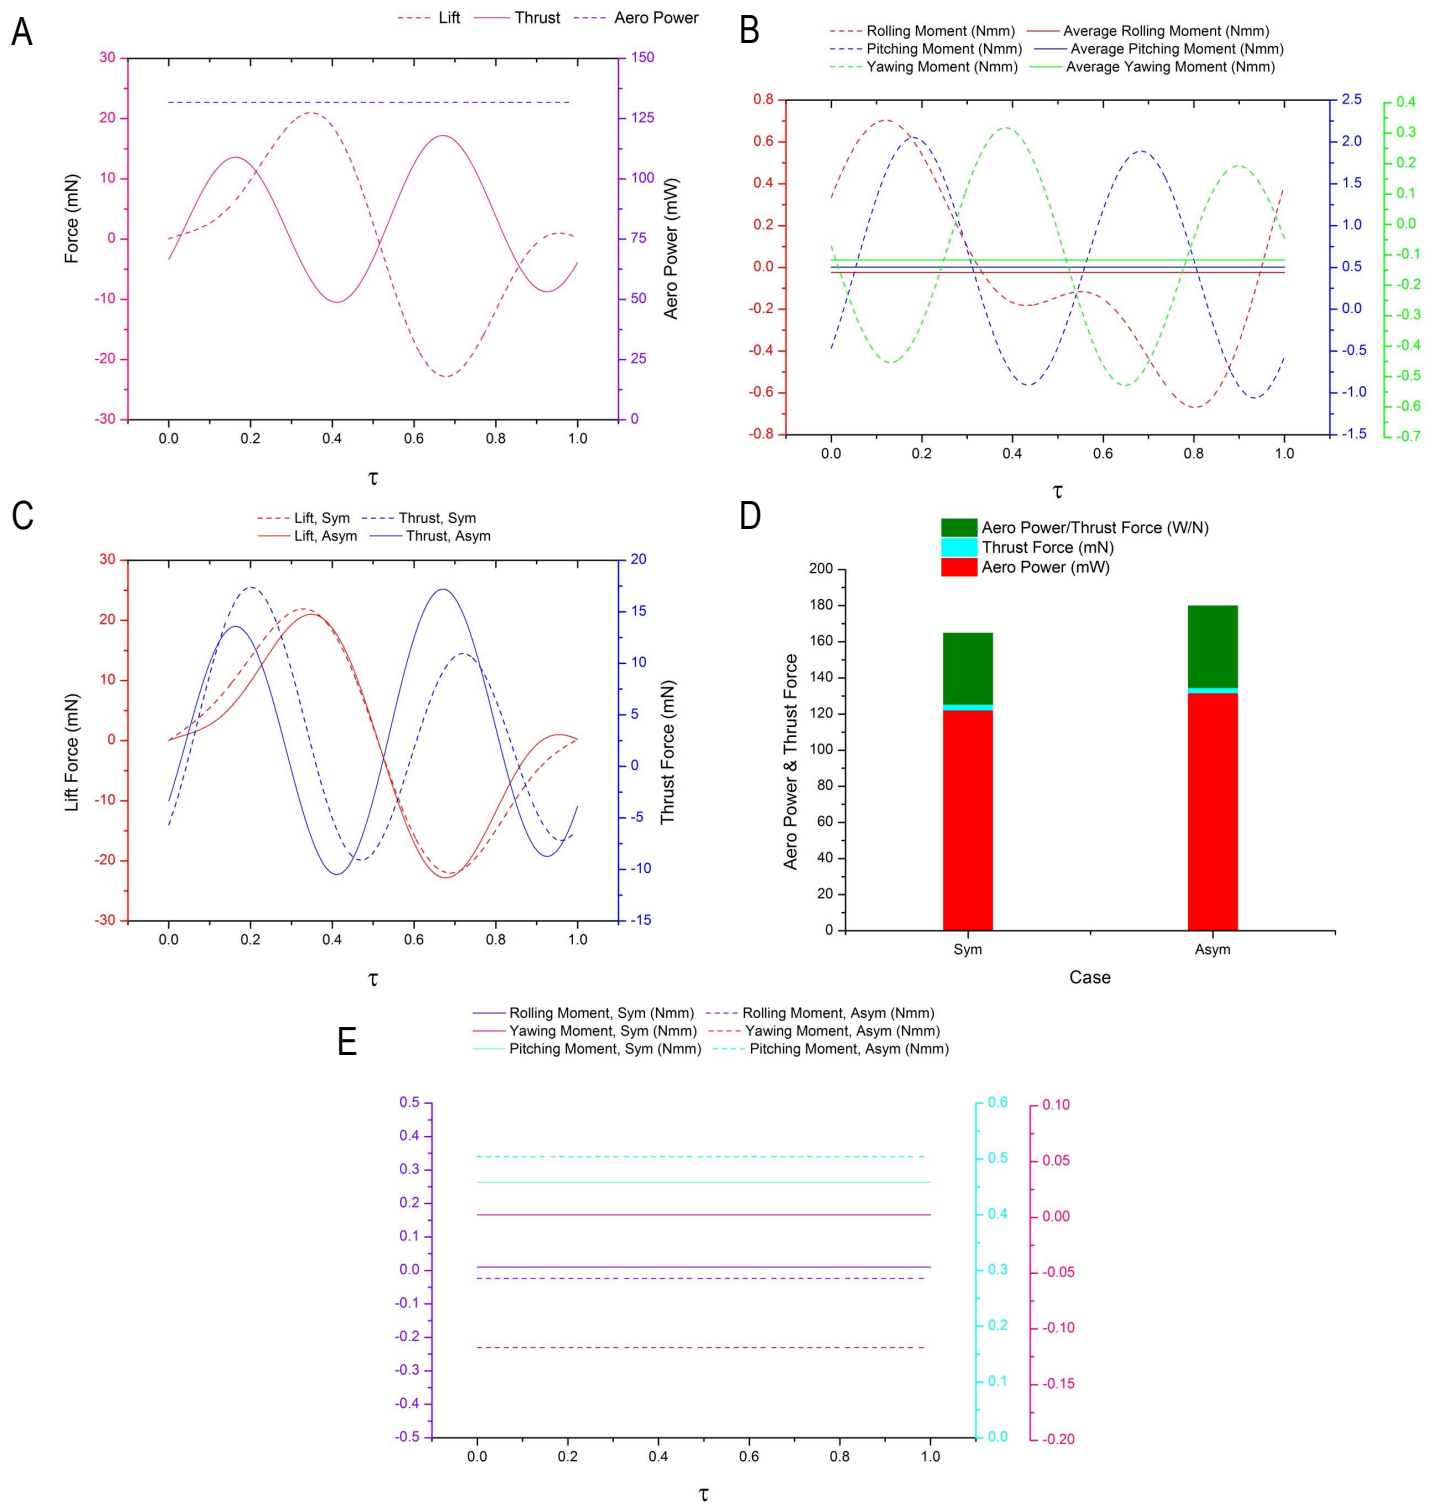 A
Lift Thrust Aero Power
30
20
10
0
-10
-20
-30
Force (mN)
150
125
100
75
50
25
0
Aero Power (mW)
0.0 0.2 0.4 0.6 0.8 1.0
τ
B
Rolling Moment (Nmm) Average Rolling Moment (Nmm)
Pitching Moment (Nmm) Average Pitching Moment (Nmm)
Yawing Moment (Nmm) Average Yawing Moment (Nmm)
0.8
0.6
0.4
0.2
0.0
-0.2
-0.4
-0.6
-0.8
2.5
2.0
1.5
1.0
0.5
0.0
-0.5
-1.0
-1.5
0.4
0.3
0.2
0.1
0.0
-0.1
-0.2
-0.3
-0.4
-0.5
-0.6
-0.7
0.0 0.2 0.4 0.6 0.8 1.0
τ
C
Lift, Sym Thrust, Sym
Lift, Asym Thrust, Asym
30
20
10
0
-10
-20
-30
Lift Force (mN)
20
15
10
5
0
-5
-10
-15
Thrust Force (mN)
0.0 0.2 0.4 0.6 0.8 1.0
τ
D
Aero Power/Thrust Force (W/N)
Thrust Force (mN)
Aero Power (mW)
200
180
160
140
120
100
80
60
40
20
0
Aero Power & Thrust Force
Sym Asym
Case
E
Rolling Moment, Sym (Nmm) Rolling Moment, Asym (Nmm)
Yawing Moment, Sym (Nmm) Yawing Moment, Asym (Nmm)
Pitching Moment, Sym (Nmm) Pitching Moment, Asym (Nmm)
0.5
0.4
0.3
0.2
0.1
0.0
-0.1
-0.2
-0.3
-0.4
-0.5
0.6
0.5
0.4
0.3
0.2
0.1
0.0
0.10
0.05
0.00
-0.05
-0.10
-0.15
-0.20
0.0 0.2 0.4 0.6 0.8 1.0
τ